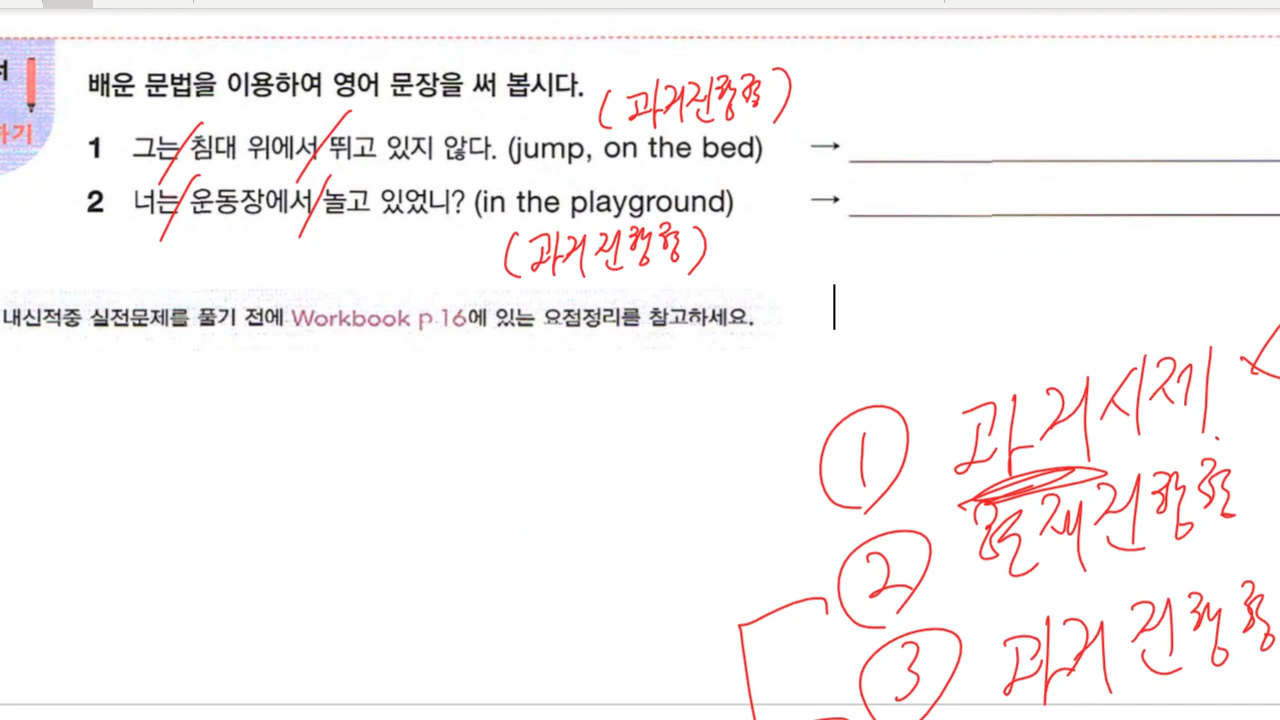 서
하기
배운 문법을 이용하여 영어 문장을 써 봅시다.
(과거진행형)
1 그는 침대 위에서 뛰고 있지 않다. (jump, on the bed) →
2 너는 운동장에서 놀고 있었니? (in the playground) →
(과거진행형)
내신적중 실전문제를 풀기 전에 Workbook p.16에 있는 요점정리를 참고하세요.
① 과거시제
② 현재진행형
③ 과거진행형